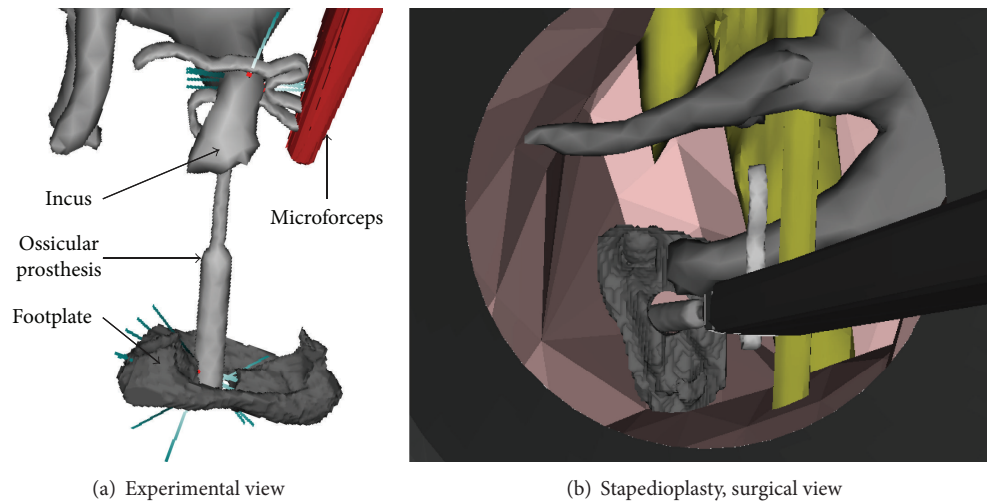 Incus
Microforceps
Ossicular
prosthesis
Footplate
(a) Experimental view
(b) Stapedioplasty, surgical view